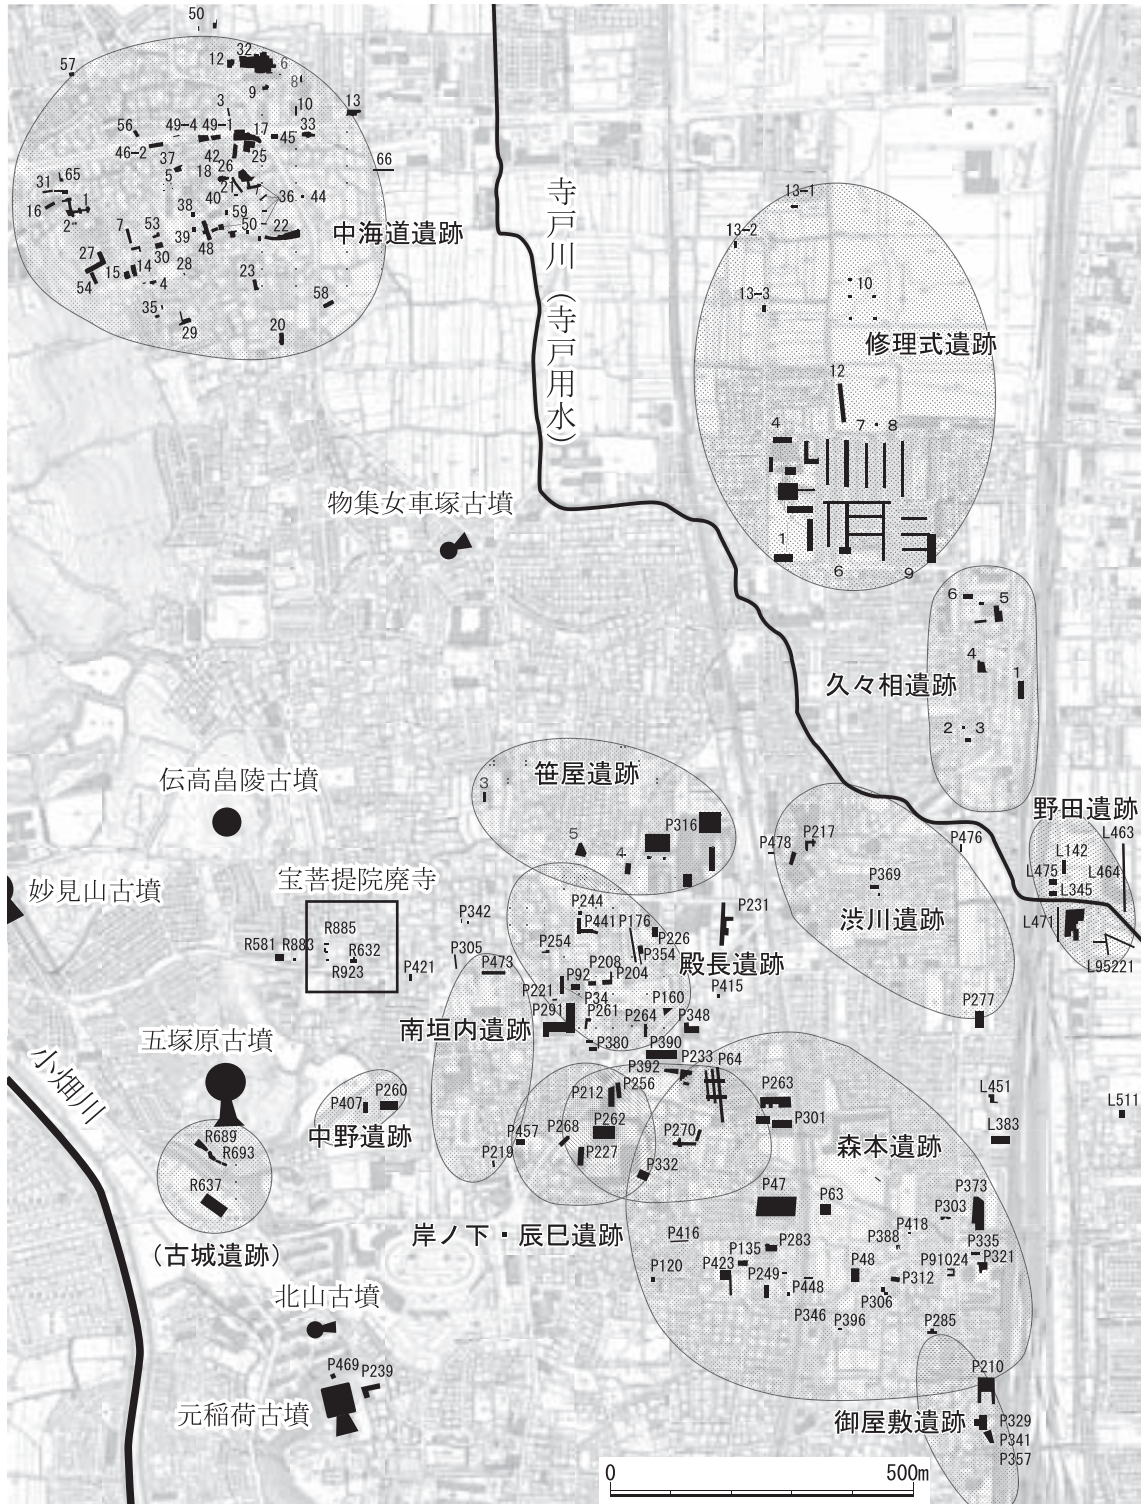 50
57
32
12
6
8
9
3
10
13
56
49-4
49-1
17
45
33
46-2
37
42
25
66
5
18
26
31
65
21
7
16
1
40
36
44
2
38
59
7
53
50
22
中海道遺跡
39
48
27
30
15
14
28
54
4
23
35
58
29
20
寺戸川（寺戸用水）
13-1
13-2
10
13-3
修理式遺跡
12
4
7
8
1
6
9
物集女車塚古墳
6
5
4
1
久々相遺跡
2
3
伝高畠陵古墳
笹屋遺跡
3
P316
5
4
野田遺跡
L463
P478
P217
P476
L142
L475
L464
P369
L345
渋川遺跡
L471
L95221
P277
妙見山古墳
宝菩提院廃寺
R885
R581
R883
R632
R923
P421
P342
P305
P473
P244
P441
P176
P231
P254
P226
P354
殿長遺跡
P208
P92
P204
P221
P34
P415
P291
P261
P160
南垣内遺跡
P264
P348
P380
P390
五塚原古墳
小畑川
P392
P233
P64
P212
P256
P263
P260
P407
中野遺跡
P262
P301
P268
P270
P457
P227
P219
P332
森本遺跡
L451
L511
L383
R689
R693
R637
（古城遺跡）
岸ノ下・辰巳遺跡
P47
P63
P373
P303
P416
P418
P283
P388
P335
P135
P321
P423
P48
P91024
P120
P249
P312
P448
P306
P346
P396
P285
北山古墳
P469
P239
元稲荷古墳
P210
御屋敷遺跡
P329
P341
P357
0
500m